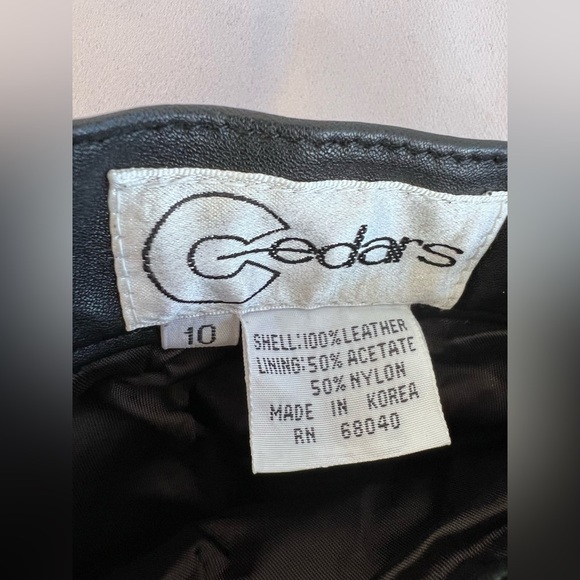 Cedars
10
SHELL:100% LEATHER
LINING:50% ACETATE
50% NYLON
MADE IN KOREA
RN 68040